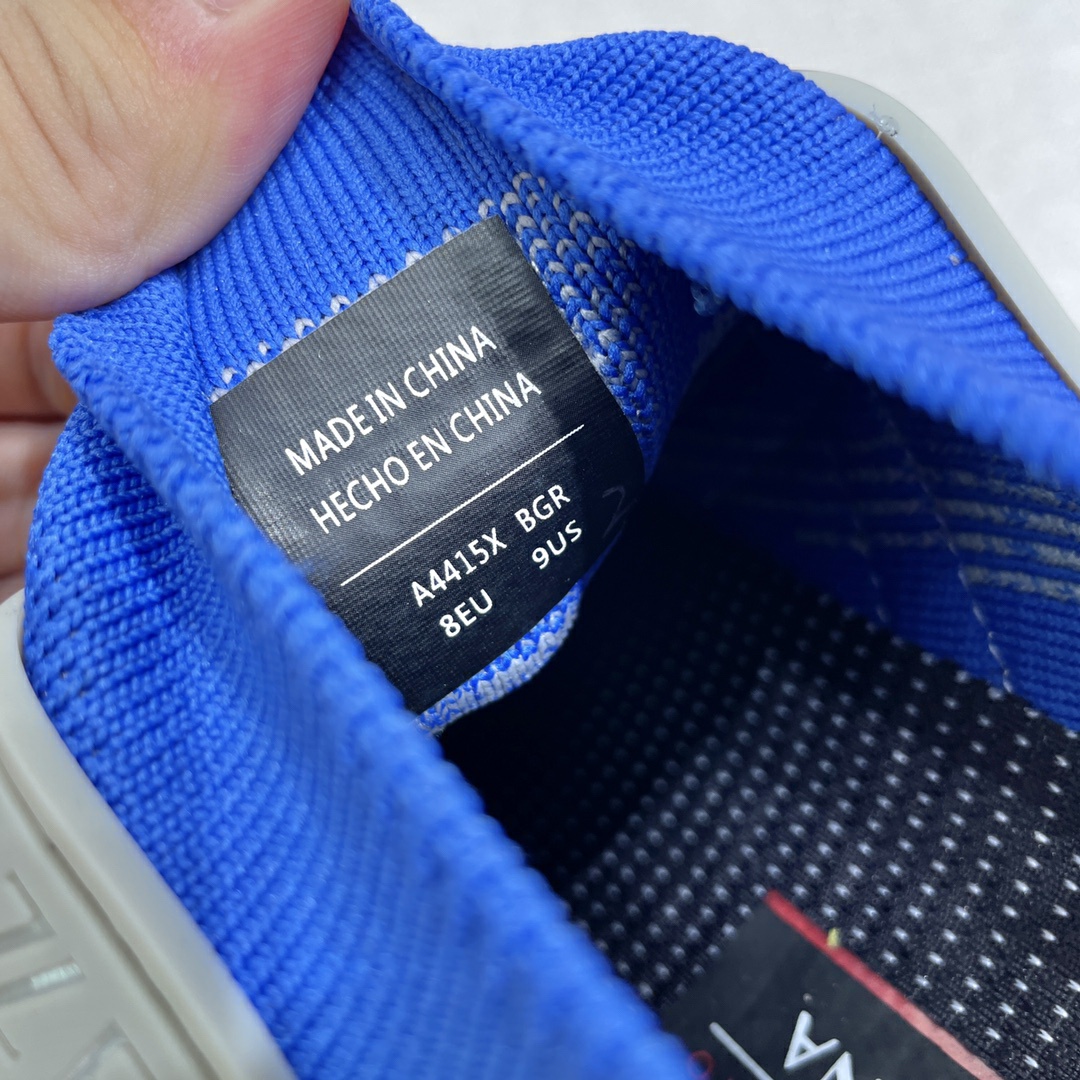 MADE IN CHINA
HECHO EN CHINA
A4415X BGR
8EU 9US